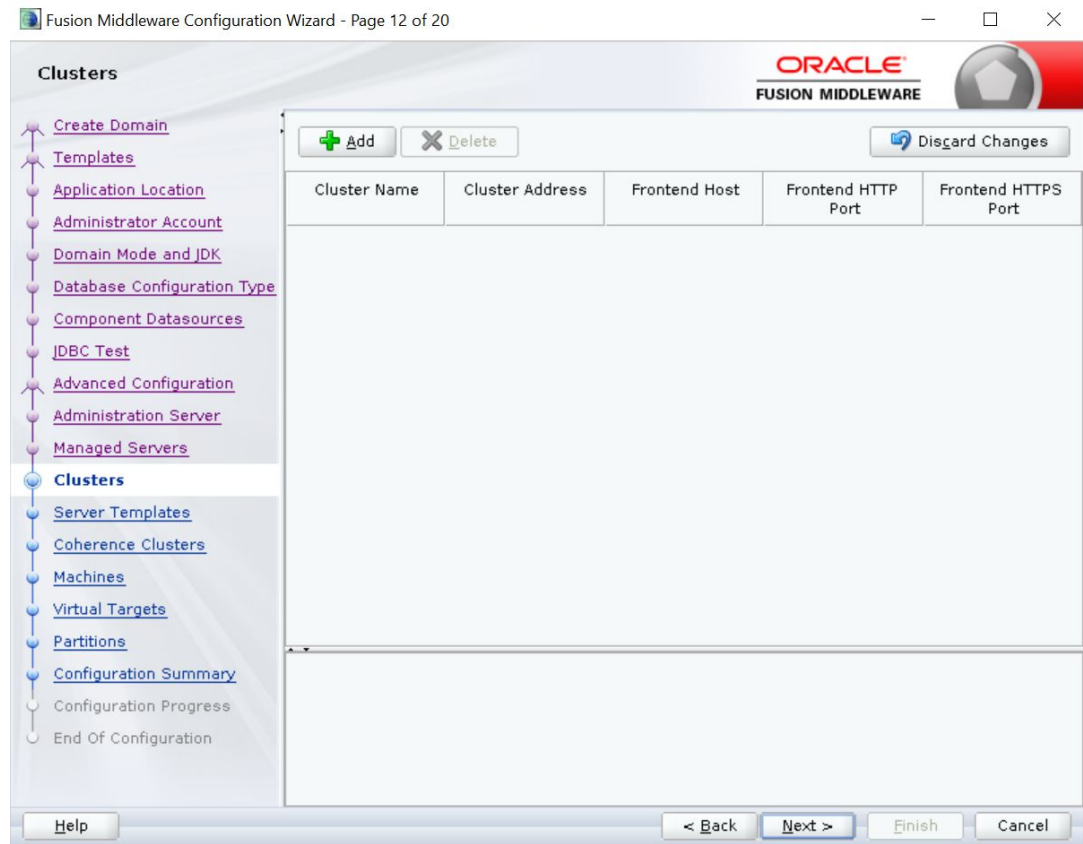 Fusion Middleware Configuration Wizard - Page 12 of 20
Clusters
ORACLE
FUSION MIDDLEWARE
Create Domain
Templates
Application Location
Administrator Account
Domain Mode and JDK
Database Configuration Type
Component Datasources
JDBC Test
Advanced Configuration
Administration Server
Managed Servers
Clusters
Server Templates
Coherence Clusters
Machines
Virtual Targets
Partitions
Configuration Summary
Configuration Progress
End Of Configuration
Add
Delete
Discard Changes
Cluster Name
Cluster Address
Frontend Host
Frontend HTTP
Port
Frontend HTTPS
Port
Help
< Back
Next >
Finish
Cancel